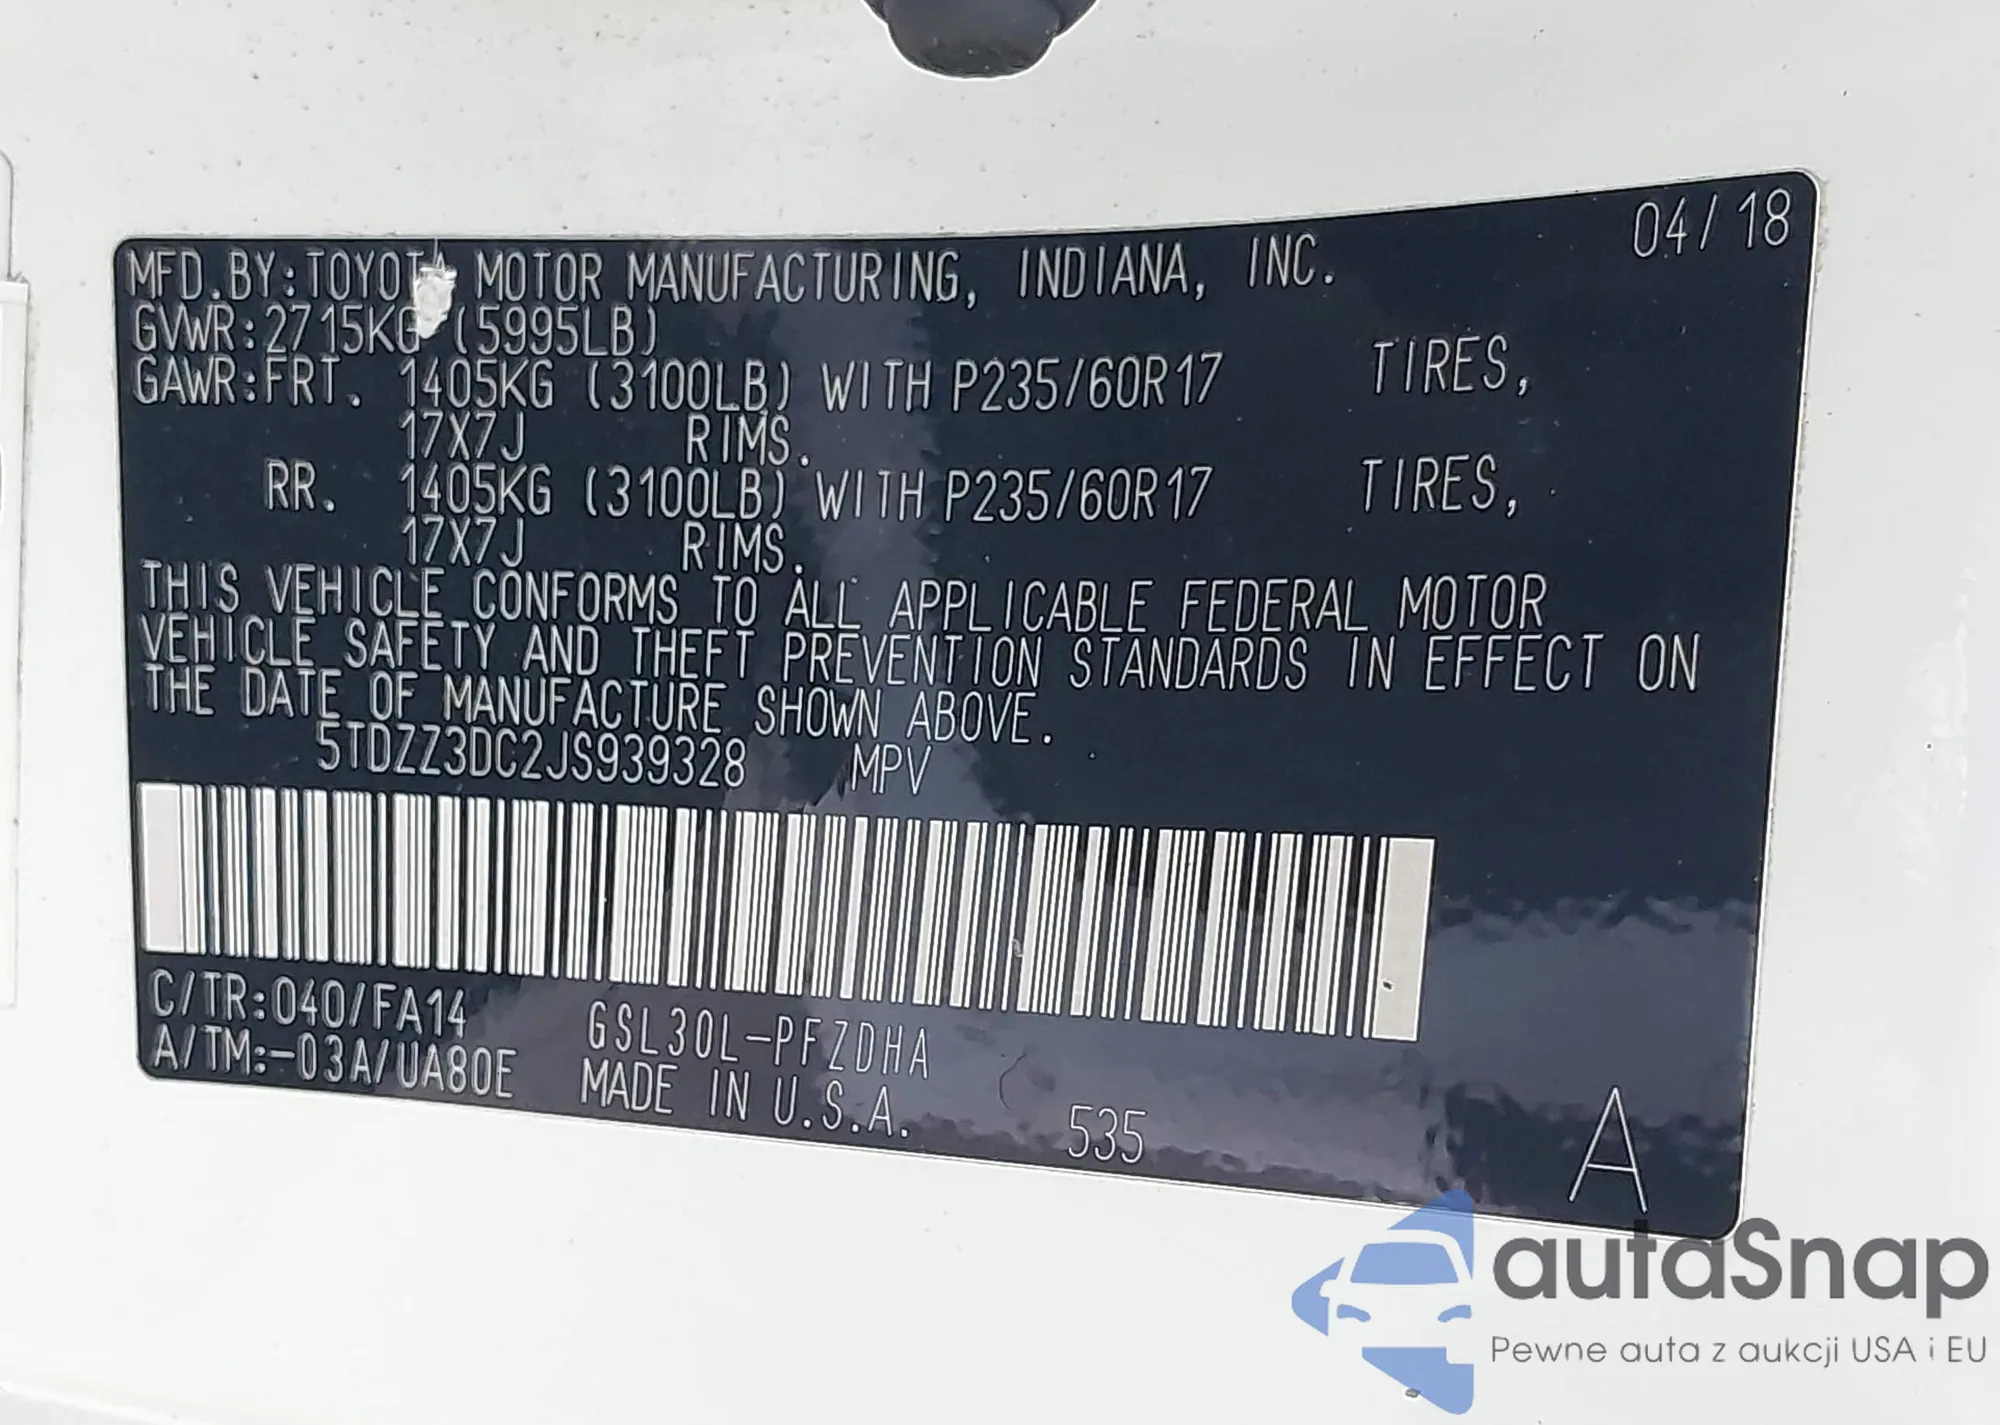 04/18
MFD.BY:TOYOTA MOTOR MANUFACTURING, INDIANA, INC.
GVWR:2715KG (5995LB)
GAWR:FRT. 1405KG (3100LB) WITH P235/60R17 TIRES,
17X7J RIMS.
RR. 1405KG (3100LB) WITH P235/60R17 TIRES,
17X7J RIMS.
THIS VEHICLE CONFORMS TO ALL APPLICABLE FEDERAL MOTOR
VEHICLE SAFETY AND THEFT PREVENTION STANDARDS IN EFFECT ON
THE DATE OF MANUFACTURE SHOWN ABOVE.
5TDZZ3DC2JS939328 MPV
C/TR:040/FA14 GSL30L-PFZDHA
A/TM:-03A/UA80E MADE IN U.S.A. 535 A
autaSnap
Pewne auta z aukcji USA i EU